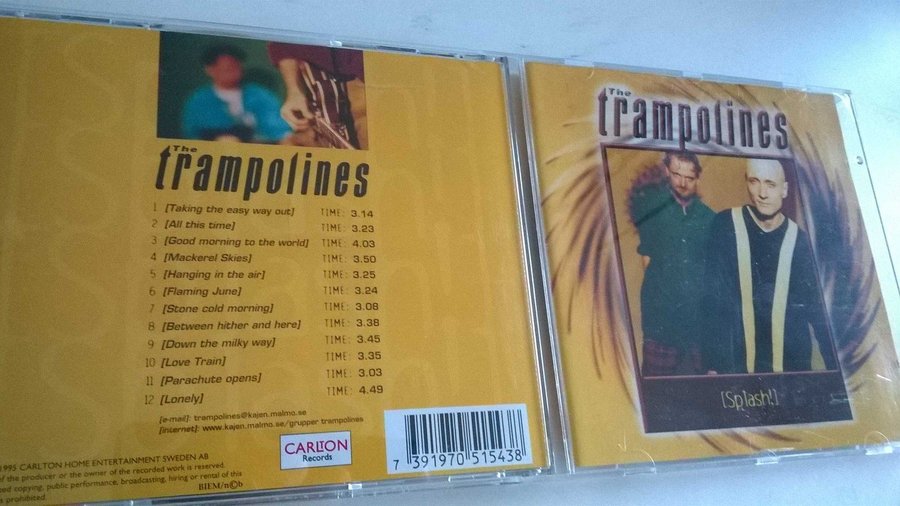 The
trampolines
1 [Taking the easy way out] TIME: 3.14
2 [All this time] TIME: 3.23
3 [Good morning to the world] TIME: 4.03
4 [Mackerel Skies] TIME: 3.50
5 [Hanging in the air] TIME: 3.25
6 [Flaming June] TIME: 3.24
7 [Stone cold morning] TIME: 3.08
8 [Between hither and here] TIME: 3.38
9 [Down the milky way] TIME: 3.45
10 [Love Train] TIME: 3.35
11 [Parachute opens] TIME: 3.03
12 [Lonely] TIME: 4.49
[e-mail]: trampolines@kajen.malmo.se
[internet]: www.kajen.malmo.se/grupper trampolines
CARLTON
Records
7 391970 515438
1995 CARLTON HOME ENTERTAINMENT SWEDEN AB
of the producer or the owner of the recorded work is reserved.
copying, public performance, broadcasting, hiring or rental of this
is prohibited.
BIEM/n©b
The
trampolines
[Splash!]